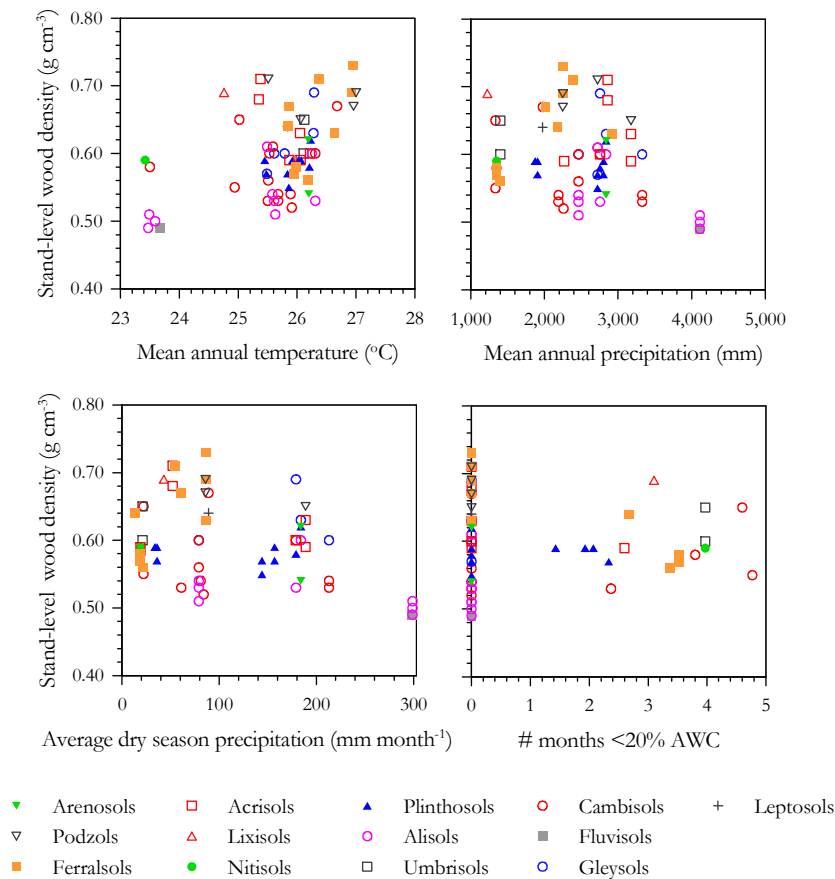 0.80
0.70
0.60
0.50
0.40
Stand-level wood density (g cm⁻³)
23 24 25 26 27 28
Mean annual temperature (°C)
1,000 2,000 3,000 4,000 5,000
Mean annual precipitation (mm)
0.80
0.70
0.60
0.50
0.40
Stand-level wood density (g cm⁻³)
0 100 200 300
Average dry season precipitation (mm month⁻¹)
0 1 2 3 4 5
# months <20% AWC
Arenosols Acrisols Plinthosols Cambisols Leptosols
Podzols Lixisols Alisols Fluvisols
Ferralsols Nitisols Umbrisols Gleysols